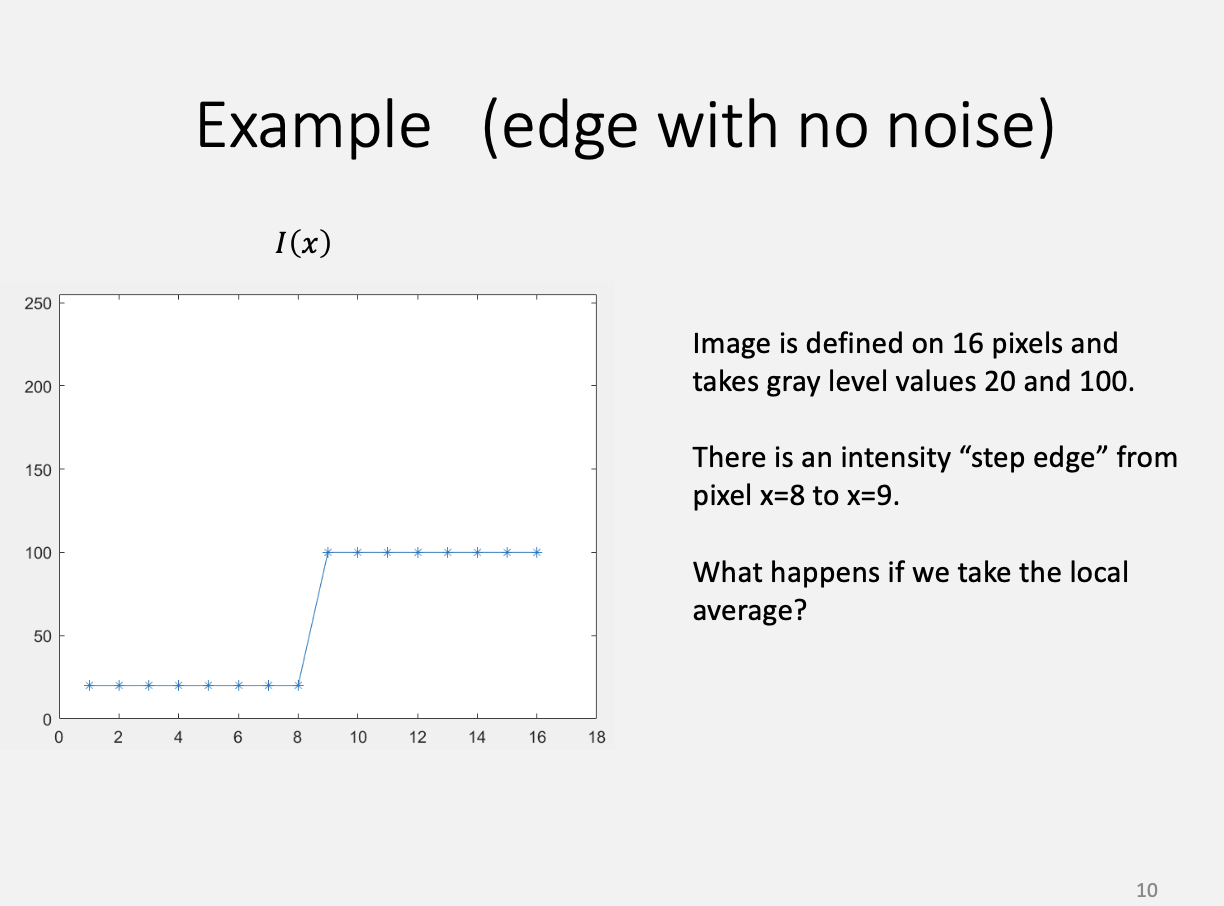 Example (edge with no noise)
I(x)
250
200
150
100
50
0
0 2 4 6 8 10 12 14 16 18
Image is defined on 16 pixels and
takes gray level values 20 and 100.
There is an intensity “step edge” from
pixel x=8 to x=9.
What happens if we take the local
average?
10